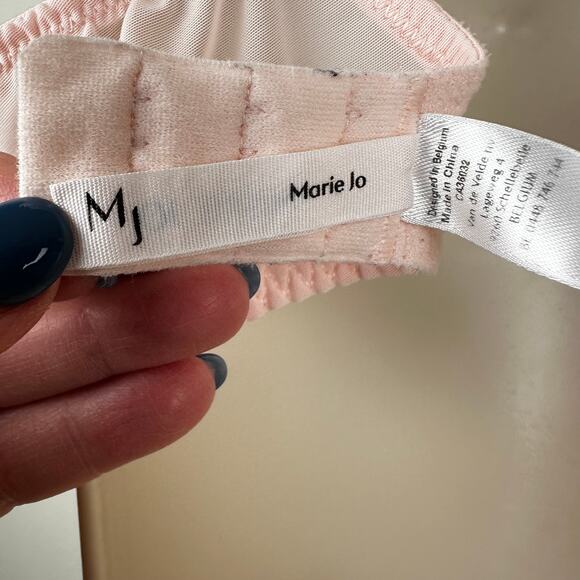 MJ
Marie Jo
Designed in Belgium
Made in China
CA36032
Van de Velde nv
Lageweg 4
9260 Schellebelle
BELGIUM
BE 0448 746 744